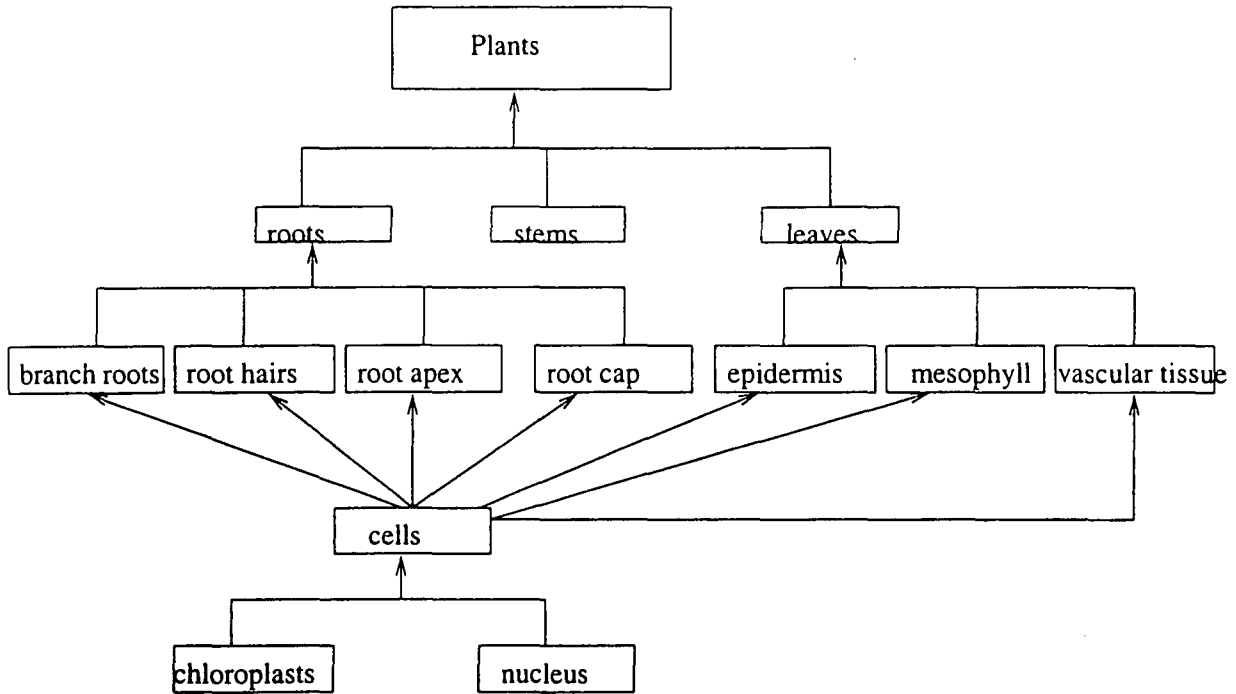 Plants
roots
stems
leaves
branch roots
root hairs
root apex
root cap
epidermis
mesophyll
vascular tissue
cells
chloroplasts
nucleus